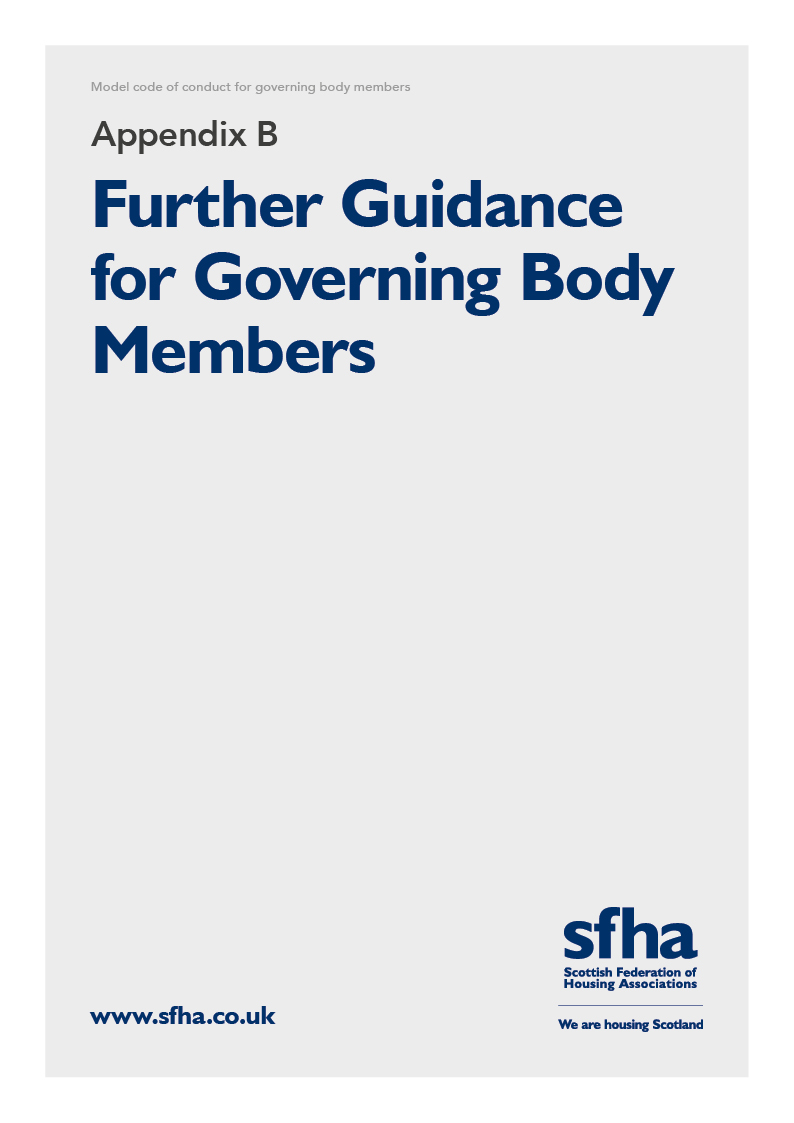 Model code of conduct for governing body members
Appendix B
Further Guidance
for Governing Body
Members
sfha
Scottish Federation of
Housing Associations
www.sfha.co.uk
We are housing Scotland